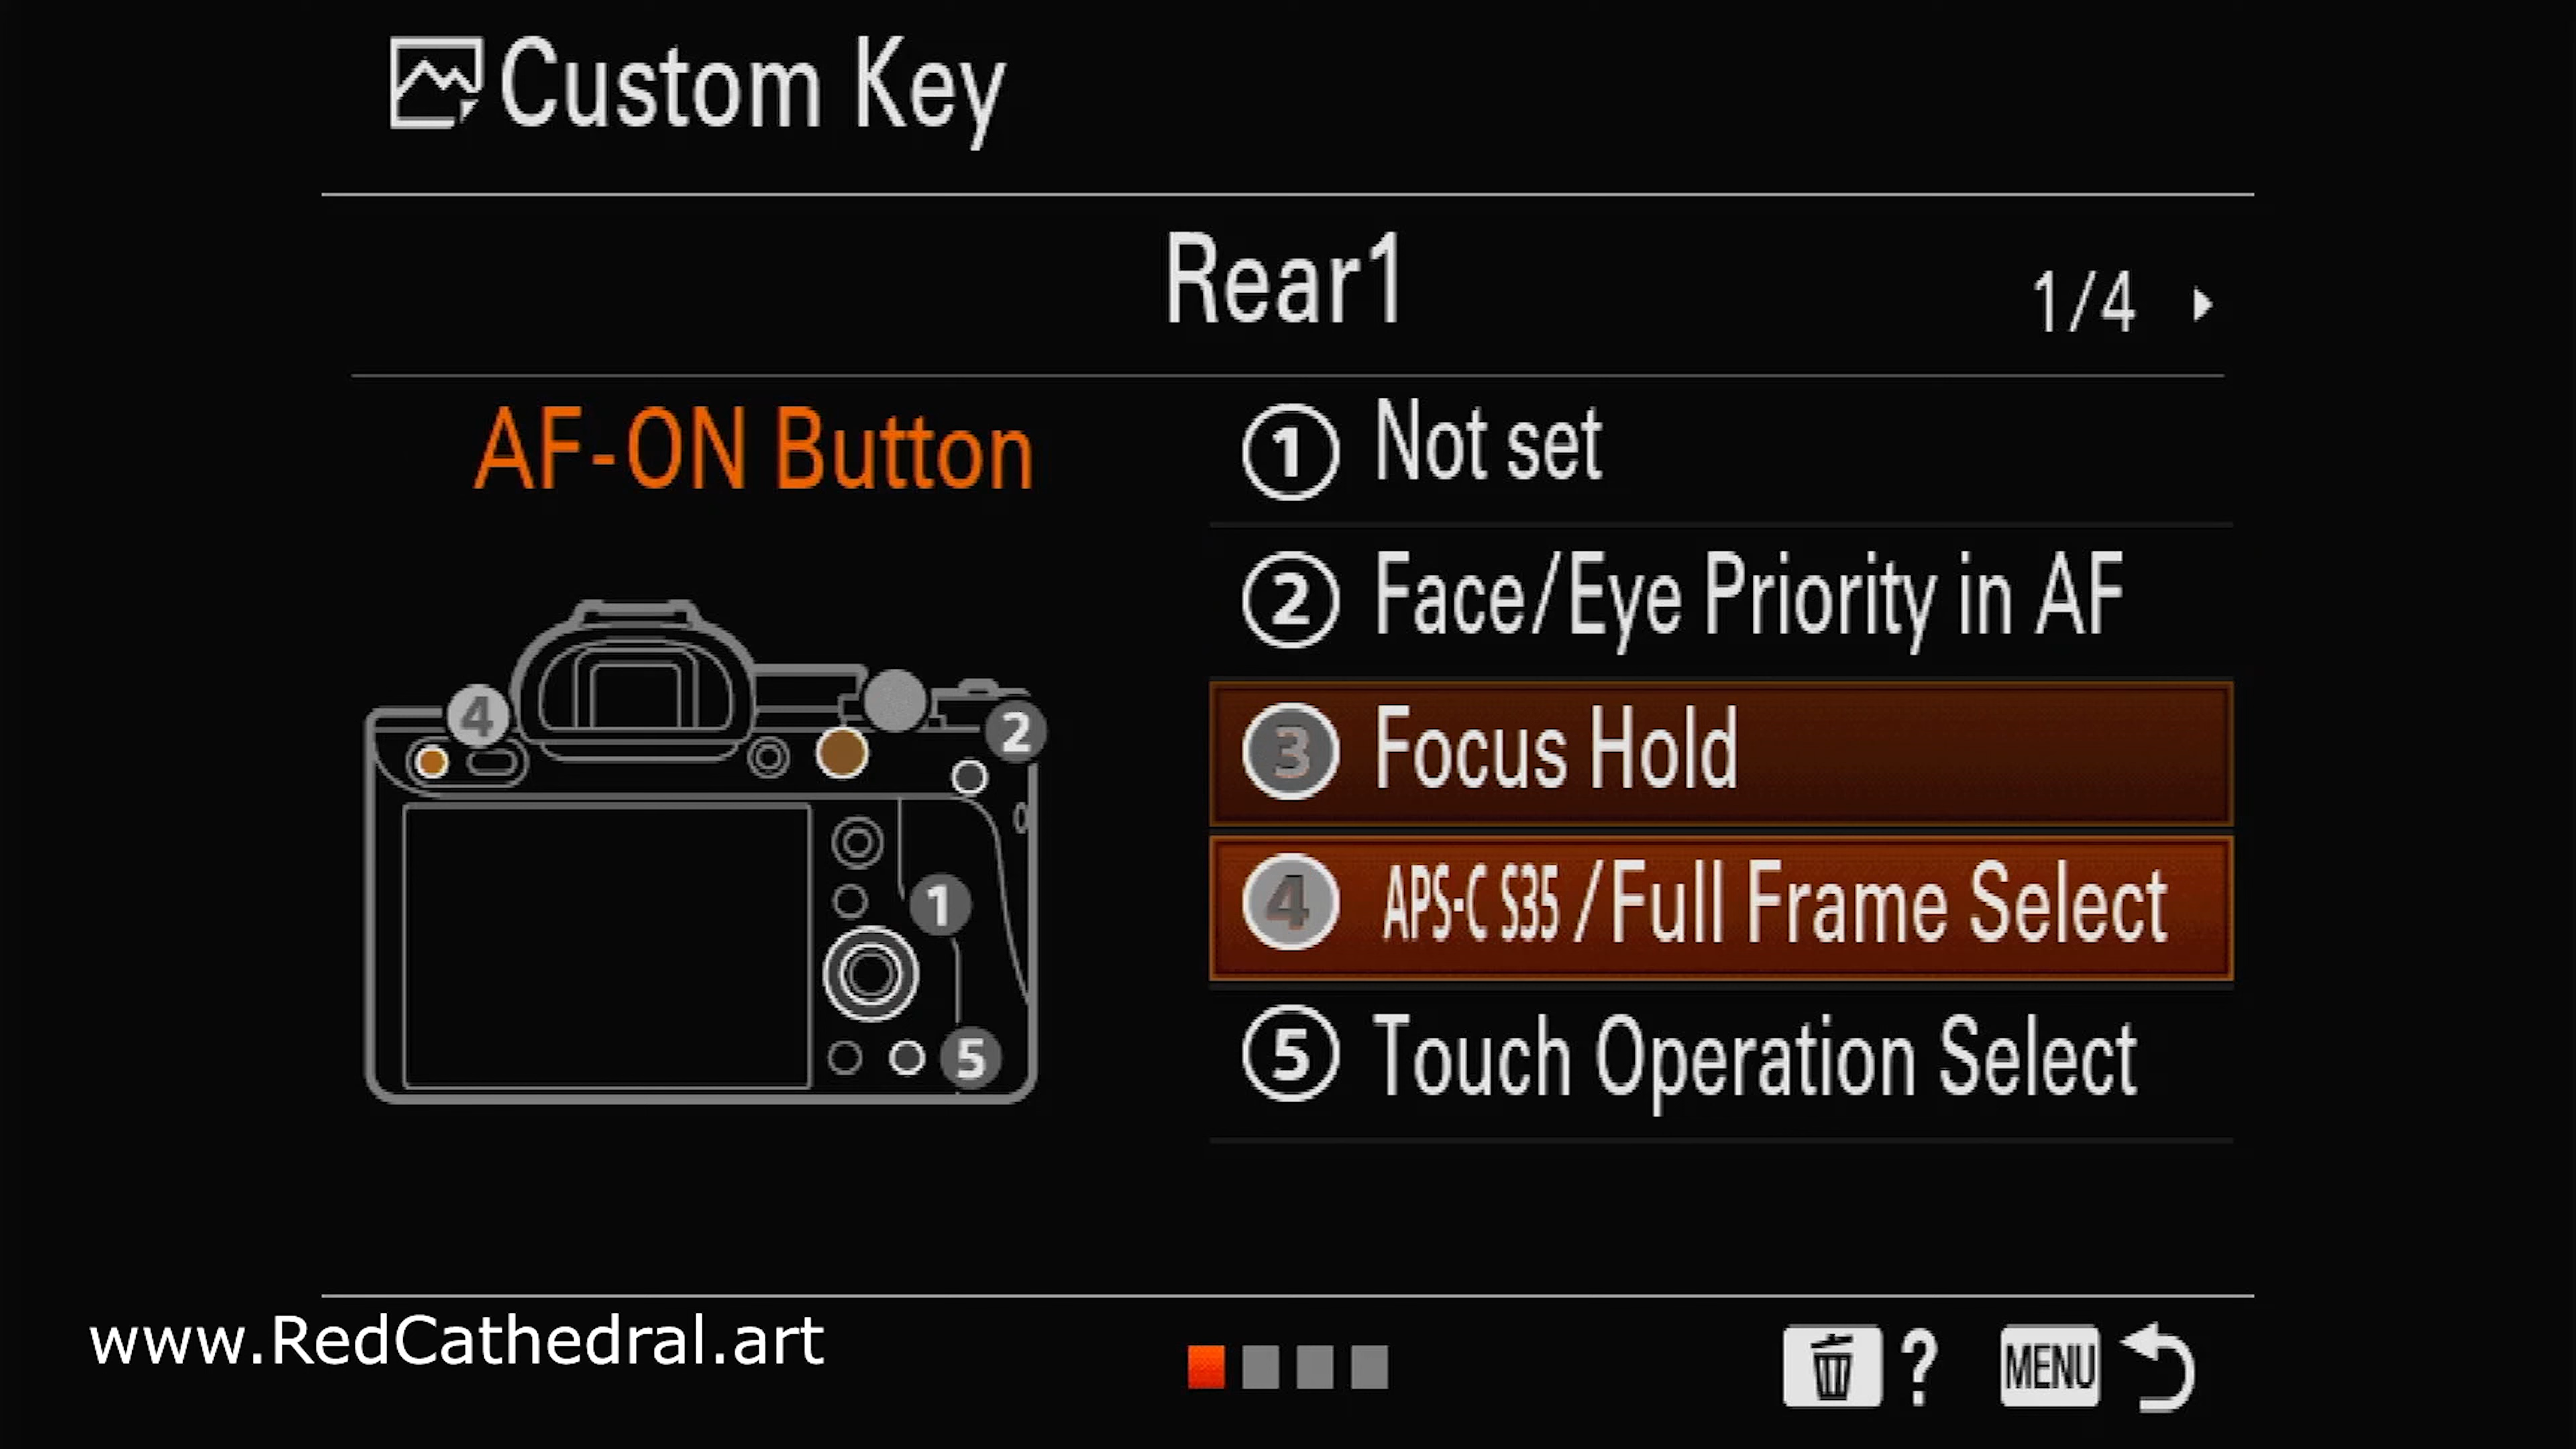 Custom Key
Rear1
1/4
AF-ON Button
1 Not set
2 Face/Eye Priority in AF
3 Focus Hold
4 APS-C S35 /Full Frame Select
5 Touch Operation Select
4
2
1
5
www.RedCathedral.art
?
MENU